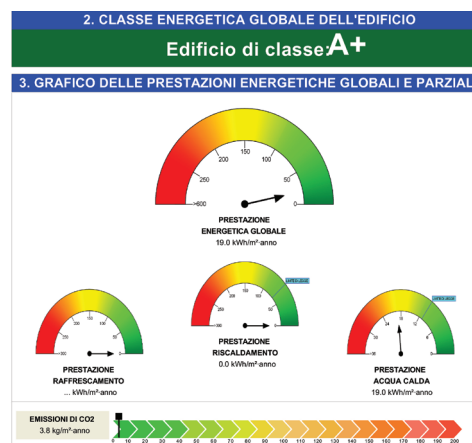 2. CLASSE ENERGETICA GLOBALE DELL'EDIFICIO
Edificio di classe: A+
3. GRAFICO DELLE PRESTAZIONI ENERGETICHE GLOBALI E PARZIAL
150
200
100
250
50
>300
0
PRESTAZIONE
ENERGETICA GLOBALE
19.0 kWh/m²·anno
PRESTAZIONE
RAFFRESCAMENTO
... kWh/m²·anno
PRESTAZIONE
RISCALDAMENTO
0.0 kWh/m²·anno
PRESTAZIONE
ACQUA CALDA
19.0 kWh/m²·anno
EMISSIONI DI CO2
3.8 kg/m²·anno
0 10 20 30 40 50 60 70 80 90 100 110 120 130 140 150 160 170 180 190 200